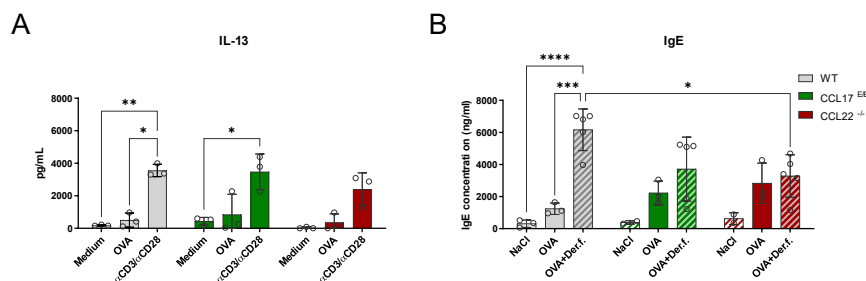 A
IL-13
pg/mL
8000
6000
4000
2000
0
**
*
*
Medium
OVA
αCD3/αCD28
Medium
OVA
αCD3/αCD28
Medium
OVA
αCD3/αCD28
B
IgE
IgE concentration (ng/ml)
8000
6000
4000
2000
0
****
***
*
NaCl
OVA
OVA+Der.f.
NaCl
OVA
OVA+Der.f.
NaCl
OVA
OVA+Der.f.
WT
CCL17 E/E
CCL22 -/-